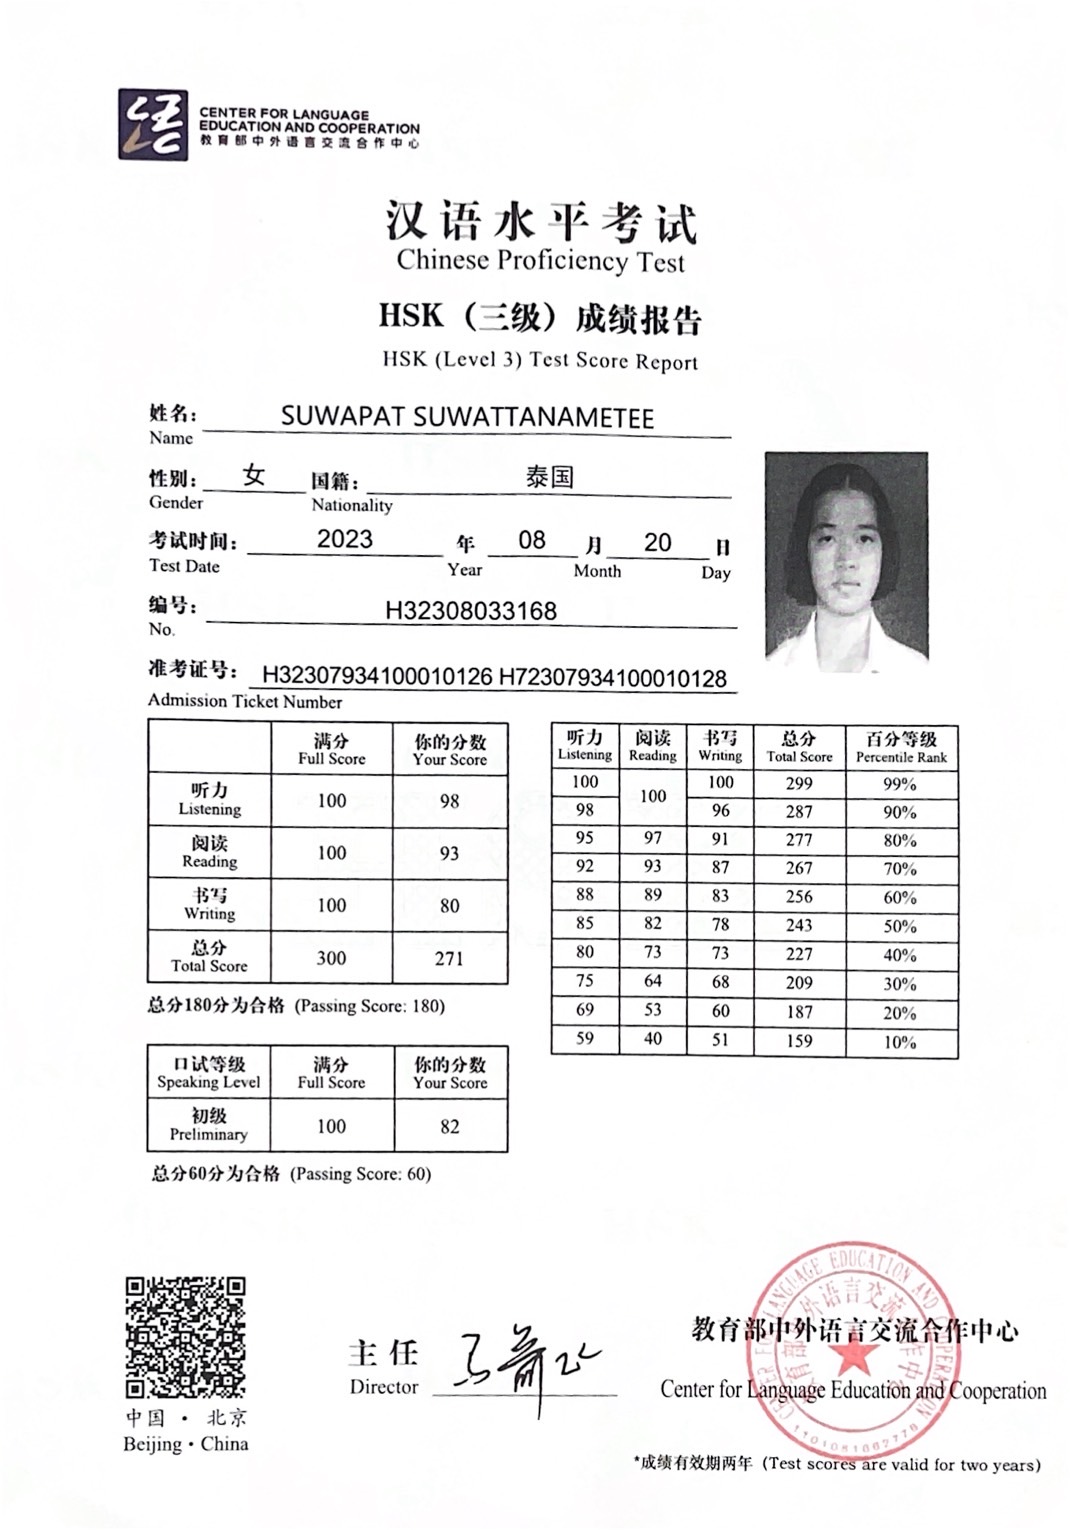 CENTER FOR LANGUAGE
EDUCATION AND COOPERATION
教育部中外语言交流合作中心
汉语水平考试
Chinese Proficiency Test
HSK（三级）成绩报告
HSK (Level 3) Test Score Report
姓名： SUWAPAT SUWATTANAMETEE
Name
性别： 女 国籍： 泰国
Gender Nationality
考试时间： 2023 年 08 月 20 日
Test Date Year Month Day
编号： H32308033168
No.
准考证号： H32307934100010126 H72307934100010128
Admission Ticket Number
满分 你的分数
Full Score Your Score
听力
Listening 100 98
阅读
Reading 100 93
书写
Writing 100 80
总分
Total Score 300 271
总分180分为合格 (Passing Score: 180)
口试等级 满分 你的分数
Speaking Level Full Score Your Score
初级
Preliminary 100 82
总分60分为合格 (Passing Score: 60)
听力 阅读 书写 总分 百分等级
Listening Reading Writing Total Score Percentile Rank
100 100 100 299 99%
98 96 287 90%
95 97 91 277 80%
92 93 87 267 70%
88 89 83 256 60%
85 82 78 243 50%
80 73 73 227 40%
75 64 68 209 30%
69 53 60 187 20%
59 40 51 159 10%
中国·北京
Beijing·China
主任
Director
教育部中外语言交流合作中心
Center for Language Education and Cooperation
CENTER FOR LANGUAGE EDUCATION AND COOPERATION
教育部中外语言交流合作中心
*成绩有效期两年 (Test scores are valid for two years)